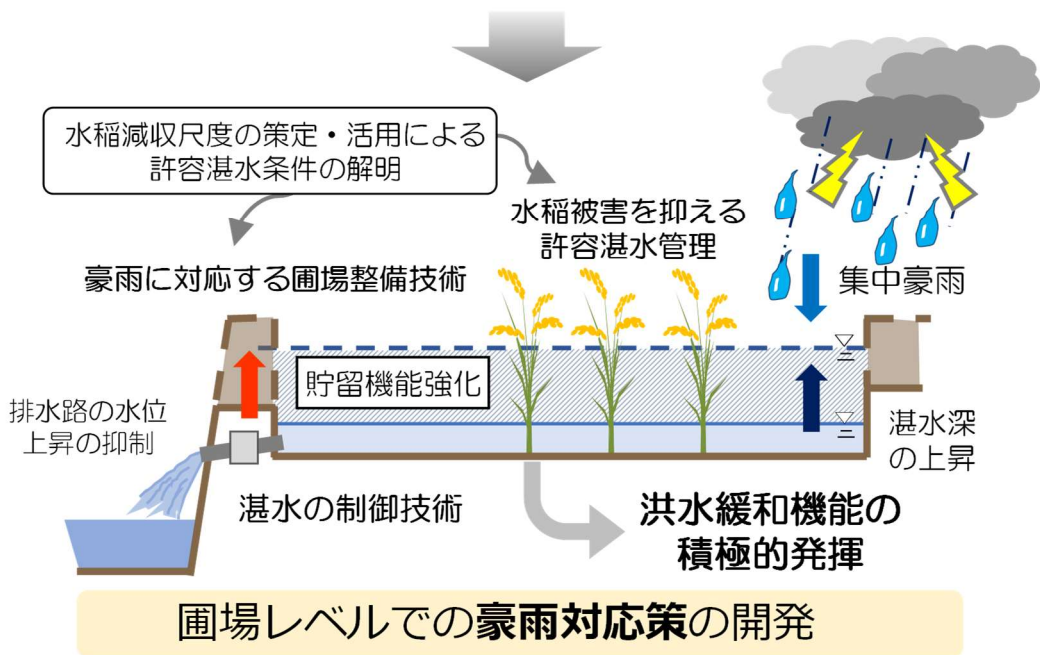 水稲減収尺度の策定・活用による
許容湛水条件の解明
水稲被害を抑える
許容湛水管理
豪雨に対応する圃場整備技術
集中豪雨
貯留機能強化
排水路の水位
上昇の抑制
湛水深
の上昇
湛水の制御技術
洪水緩和機能の
積極的発揮
圃場レベルでの豪雨対応策の開発